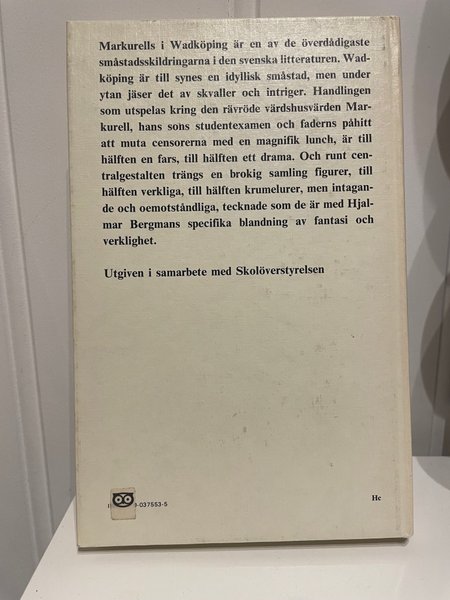 Markurells i Wadköping är en av de överdådigaste
småstadsskildringarna i den svenska litteraturen. Wad-
köping är till synes en idyllisk småstad, men under
ytan jäser det av skvaller och intriger. Handlingen
som utspelas kring den rävröde värdshusvärden Mar-
kurell, hans sons studentexamen och faderns påhitt
att muta censorerna med en magnifik lunch, är till
hälften en fars, till hälften ett drama. Och runt cen-
tralgestalten trängs en brokig samling figurer, till
hälften verkliga, till hälften krumelurer, men intagan-
de och oemotståndliga, tecknade som de är med Hjal-
mar Bergmans specifika blandning av fantasi och
verklighet.
Utgiven i samarbete med Skolöverstyrelsen
-037553-5
He